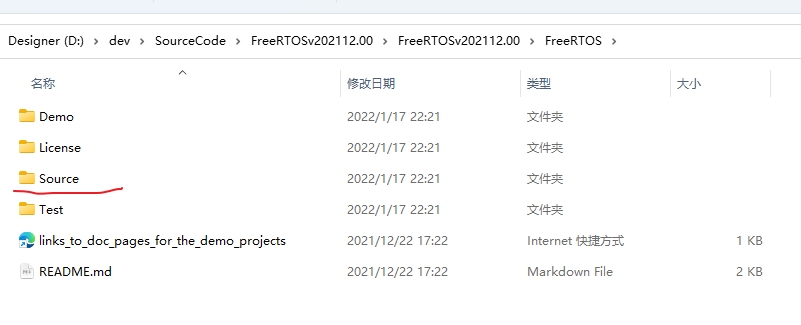 Designer (D:) > dev > SourceCode > FreeRTOSv202112.00 > FreeRTOSv202112.00 > FreeRTOS >
名称 修改日期 类型 大小
Demo 2022/1/17 22:21 文件夹
License 2022/1/17 22:21 文件夹
Source 2022/1/17 22:21 文件夹
Test 2022/1/17 22:21 文件夹
links_to_doc_pages_for_the_demo_projects 2021/12/22 17:22 Internet 快捷方式 1 KB
README.md 2021/12/22 17:22 Markdown File 2 KB